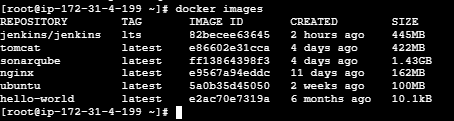 [root@ip-172-31-4-199 ~]# docker images
REPOSITORY TAG IMAGE ID CREATED SIZE
jenkins/jenkins lts 82becee63645 2 hours ago 445MB
tomcat latest e86602e31cca 4 days ago 422MB
sonarqube latest ff13864398f3 4 days ago 1.43GB
nginx latest e9567a94eddc 11 days ago 162MB
ubuntu latest 5a0b35d45050 2 weeks ago 100MB
hello-world latest e2ac70e7319a 6 months ago 10.1kB
[root@ip-172-31-4-199 ~]#